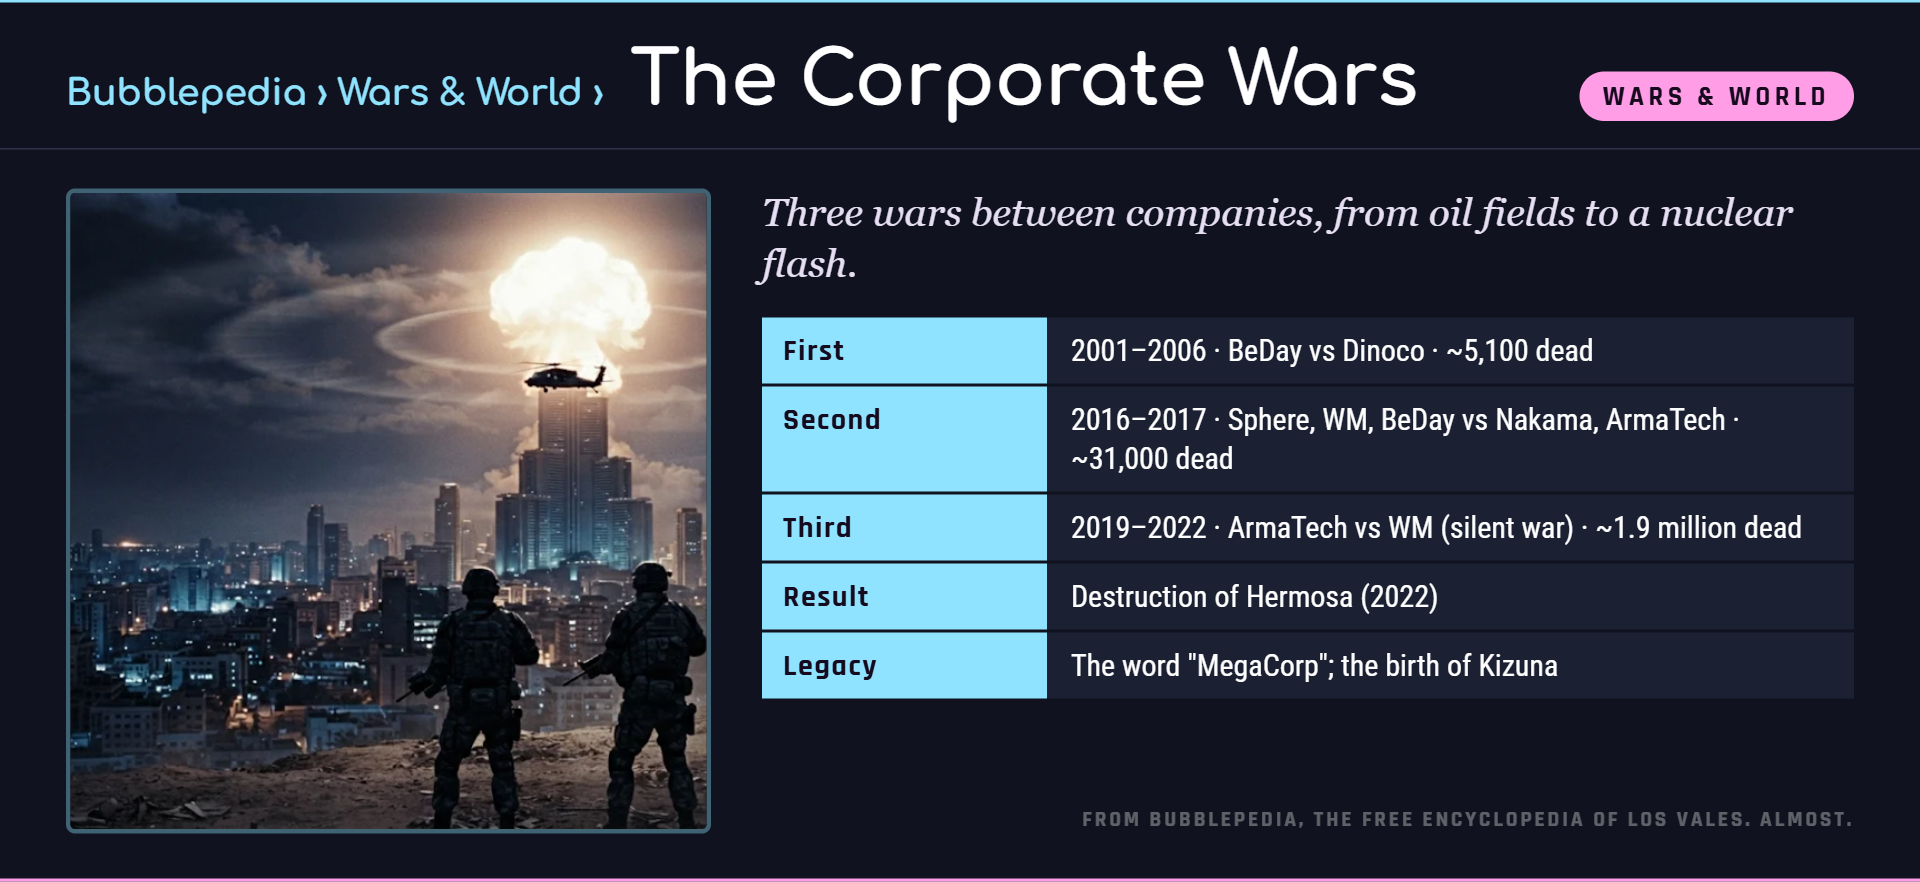 Bubblepedia › Wars & World › The Corporate Wars
WARS & WORLD
Three wars between companies, from oil fields to a nuclear
flash.
First
2001–2006 · BeDay vs Dinoco · ~5,100 dead
Second
2016–2017 · Sphere, WM, BeDay vs Nakama, ArmaTech ·
~31,000 dead
Third
2019–2022 · ArmaTech vs WM (silent war) · ~1.9 million dead
Result
Destruction of Hermosa (2022)
Legacy
The word "MegaCorp"; the birth of Kizuna
FROM BUBBLEPEDIA, THE FREE ENCYCLOPEDIA OF LOS VALES. ALMOST.